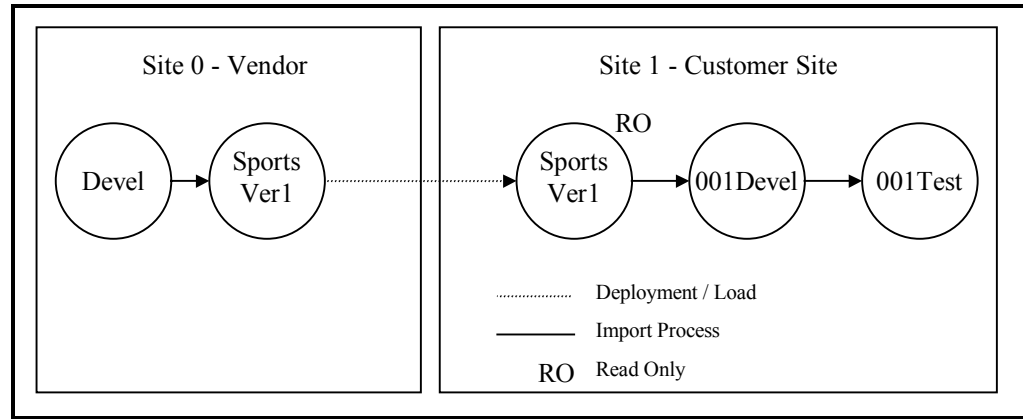 Site 0 - Vendor
Devel
Sports
Ver1
Site 1 - Customer Site
RO
Sports
Ver1
001Devel
001Test
Deployment / Load
Import Process
RO Read Only